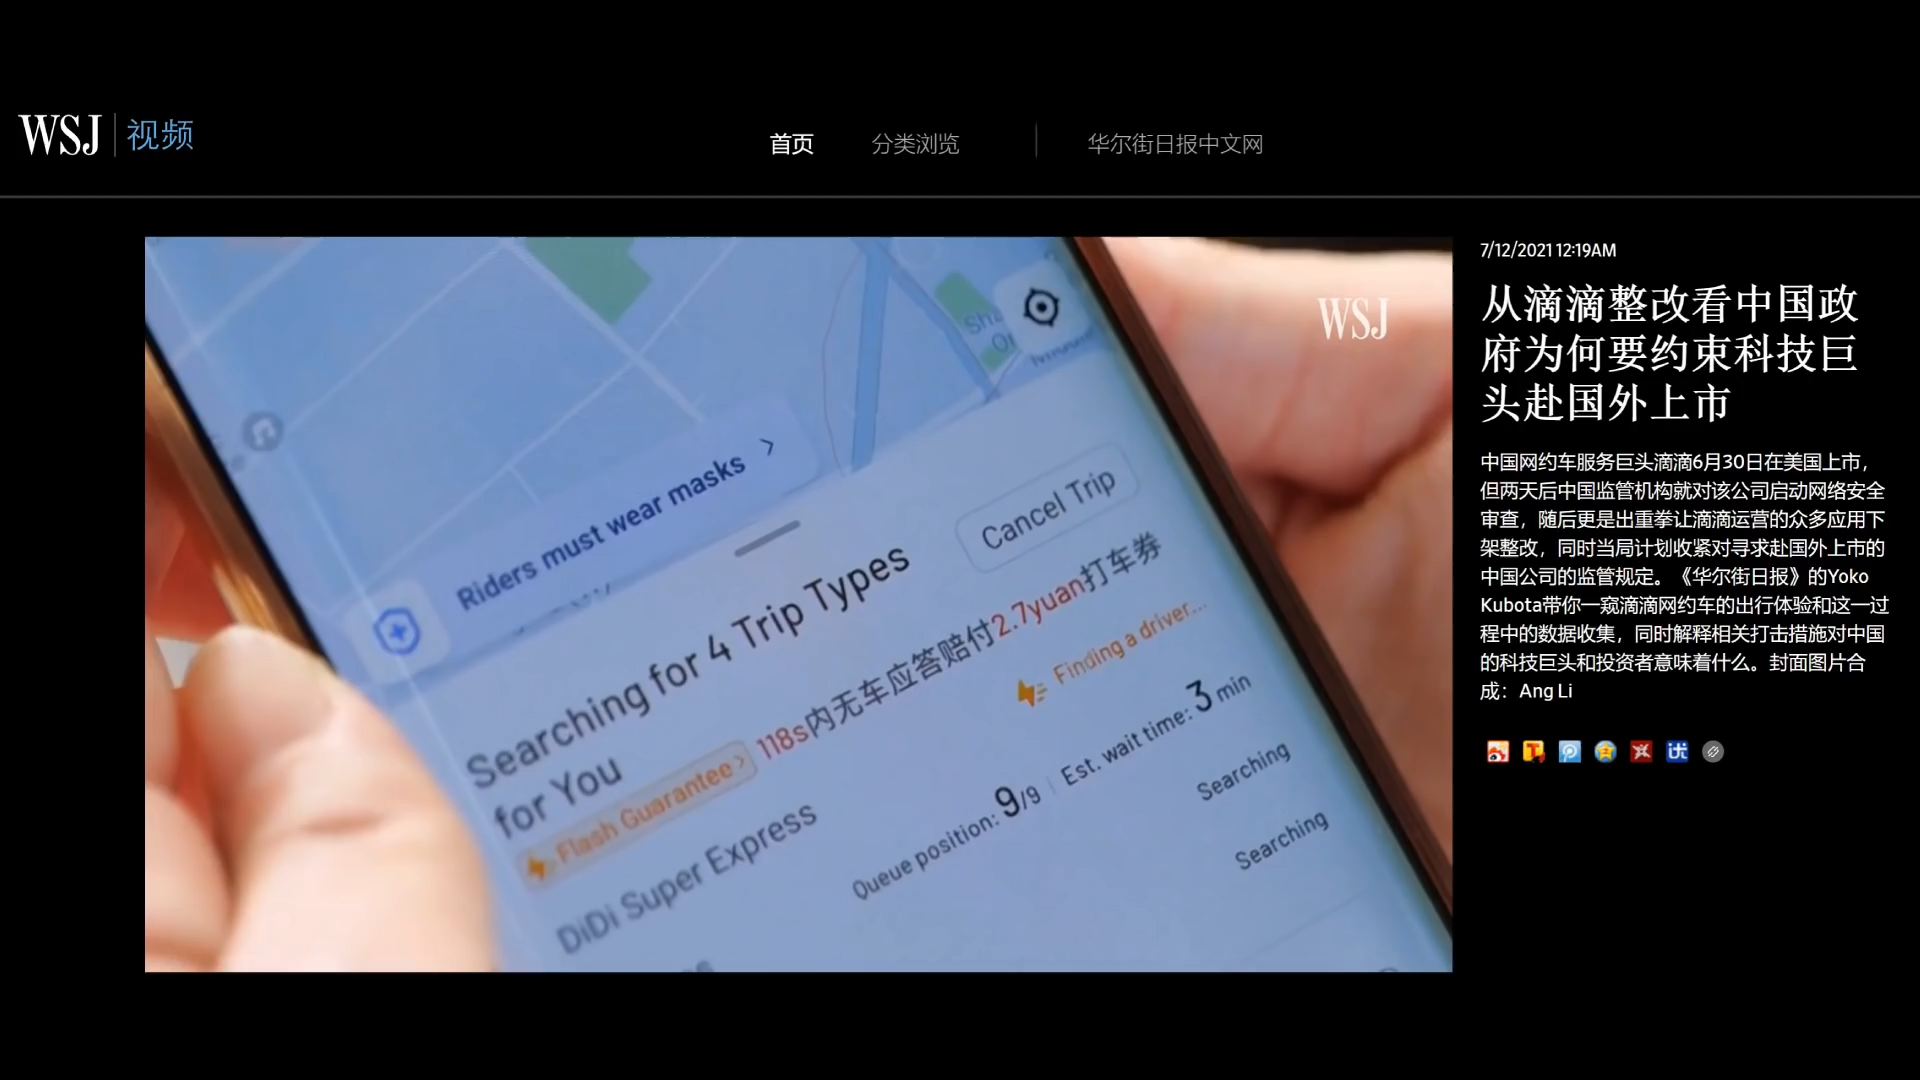 WSJ 视频
首页 分类浏览 华尔街日报中文网
WSJ
Riders must wear masks
Cancel Trip
Searching for 4 Trip Types
for You
Flash Guarantee 118s内无车应答赔付2.7yuan打车券
Finding a driver...
DiDi Super Express
Queue position: 9/9 Est. wait time: 3 min
Searching
Searching
7/12/2021 12:19AM
从滴滴整改看中国政
府为何要约束科技巨
头赴国外上市
中国网约车服务巨头滴滴6月30日在美国上市，
但两天后中国监管机构就对该公司启动网络安全
审查，随后更是出重拳让滴滴运营的众多应用下
架整改，同时当局计划收紧对寻求赴国外上市的
中国公司的监管规定。《华尔街日报》的Yoko
Kubota带你一窥滴滴网约车的出行体验和这一过
程中的数据收集，同时解释相关打击措施对中国
的科技巨头和投资者意味着什么。封面图片合
成：Ang Li